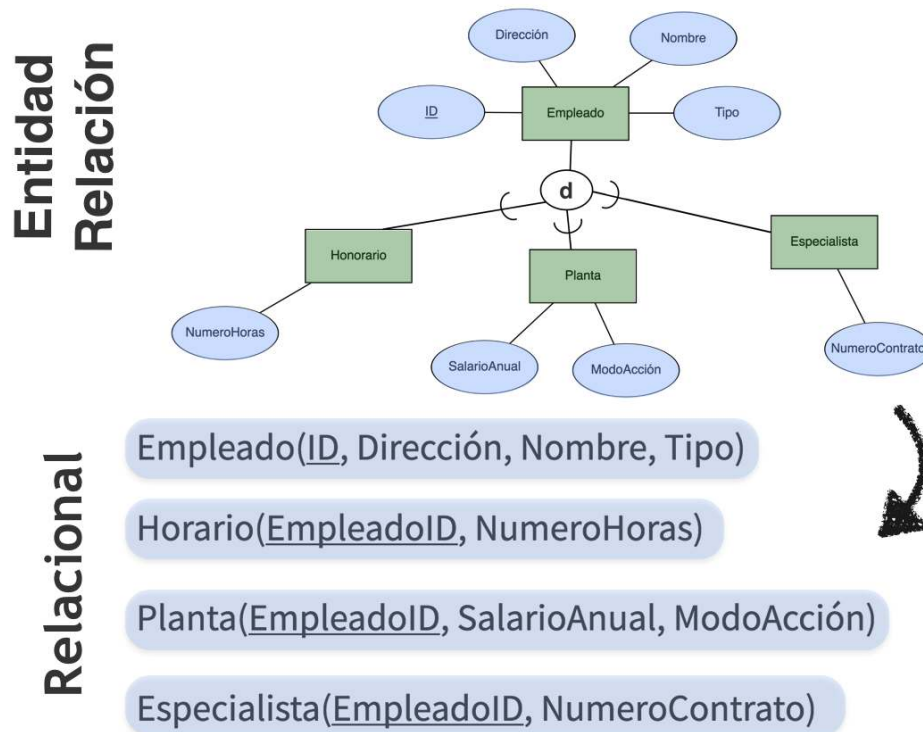 Entidad
Relación
Dirección
Nombre
ID
Empleado
Tipo
d
Honorario
Planta
Especialista
NumeroHoras
SalarioAnual
ModoAcción
NumeroContrato
Relacional
Empleado(ID, Dirección, Nombre, Tipo)
Horario(EmpleadoID, NumeroHoras)
Planta(EmpleadoID, SalarioAnual, ModoAcción)
Especialista(EmpleadoID, NumeroContrato)